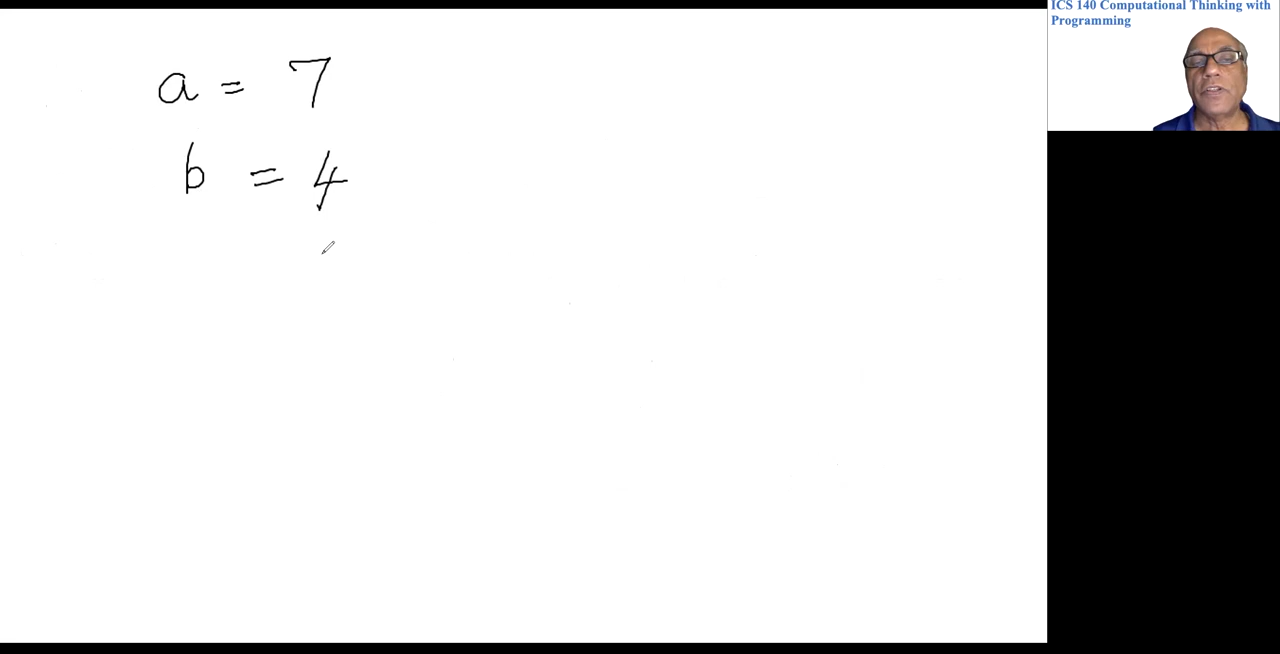 a = 7
b = 4
ICS 140 Computational Thinking with
Programming